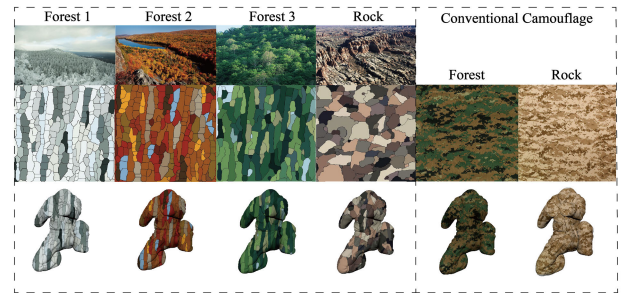 Forest 1
Forest 2
Forest 3
Rock
Conventional Camouflage
Forest
Rock